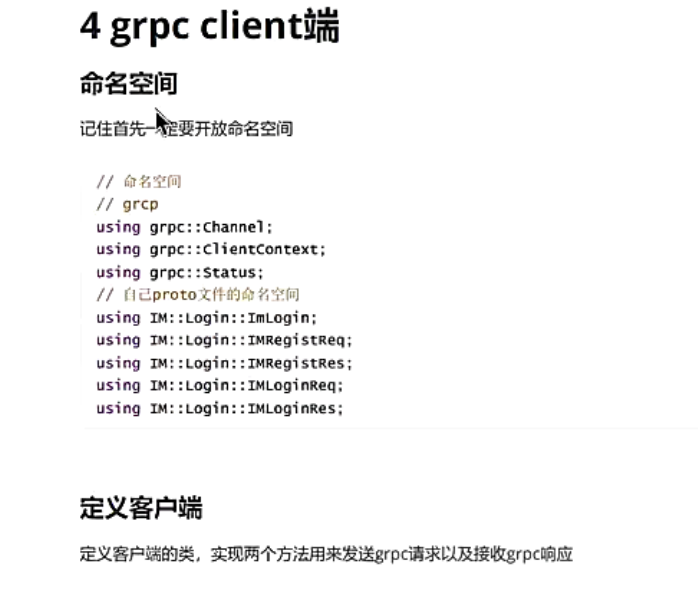 4 grpc client端
命名空间
记住首先一定要开放命名空间
// 命名空间
// grcp
using grpc::Channel;
using grpc::ClientContext;
using grpc::Status;
// 自己proto文件的命名空间
using IM::Login::ImLogin;
using IM::Login::IMRegistReq;
using IM::Login::IMRegistRes;
using IM::Login::IMLoginReq;
using IM::Login::IMLoginRes;
定义客户端
定义客户端的类，实现两个方法用来发送grpc请求以及接收grpc响应